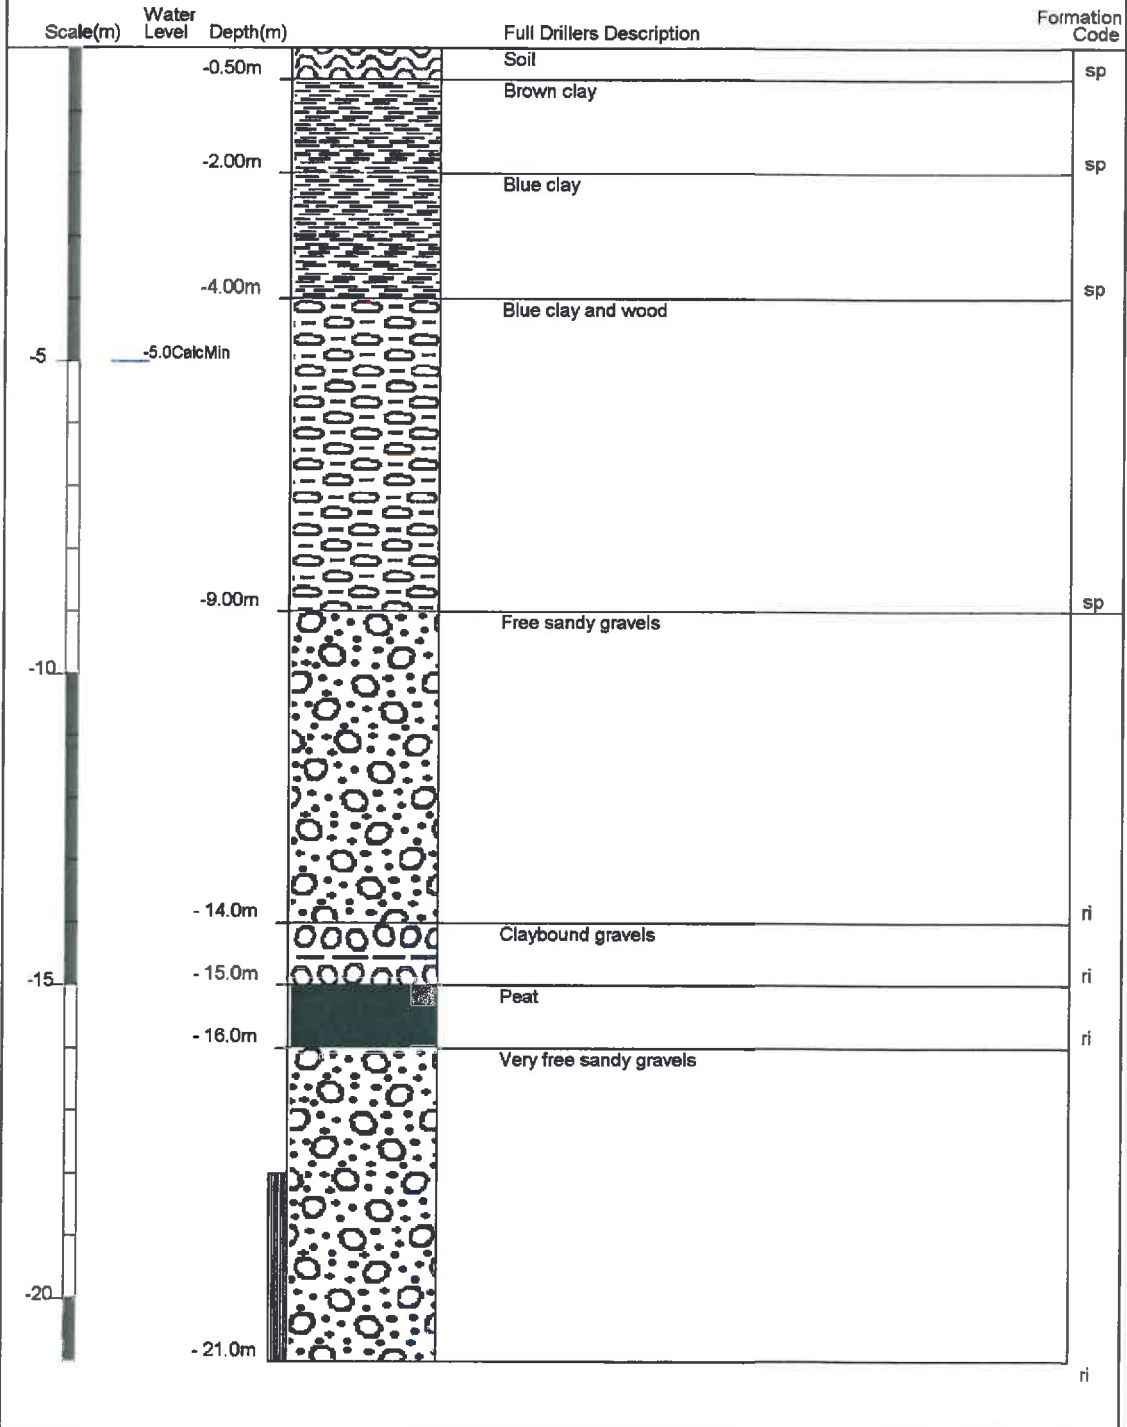 Scale(m) Water Level Depth(m) Full Drillers Description Formation Code
Soil
-0.50m sp
Brown clay
-2.00m sp
Blue clay
-4.00m sp
Blue clay and wood
-5 -5.0CalcMin
-9.00m sp
Free sandy gravels
-10
- 14.0m ri
Claybound gravels
-15 - 15.0m ri
Peat
- 16.0m ri
Very free sandy gravels
-20
- 21.0m
ri